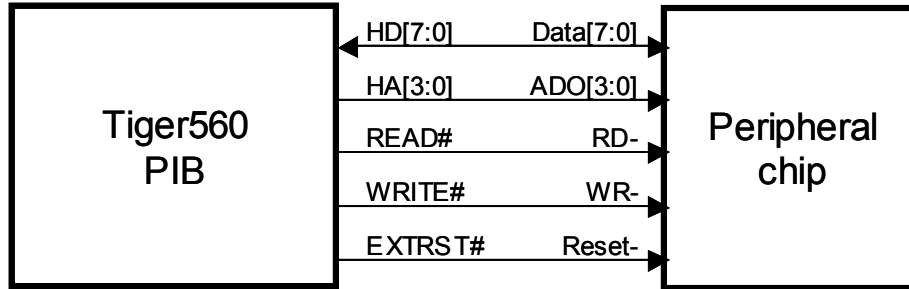 HD[7:0] Data[7:0]
HA[3:0] ADO[3:0]
Tiger560
PIB
READ# RD-
Peripheral
chip
WRITE# WR-
EXTRST# Reset-